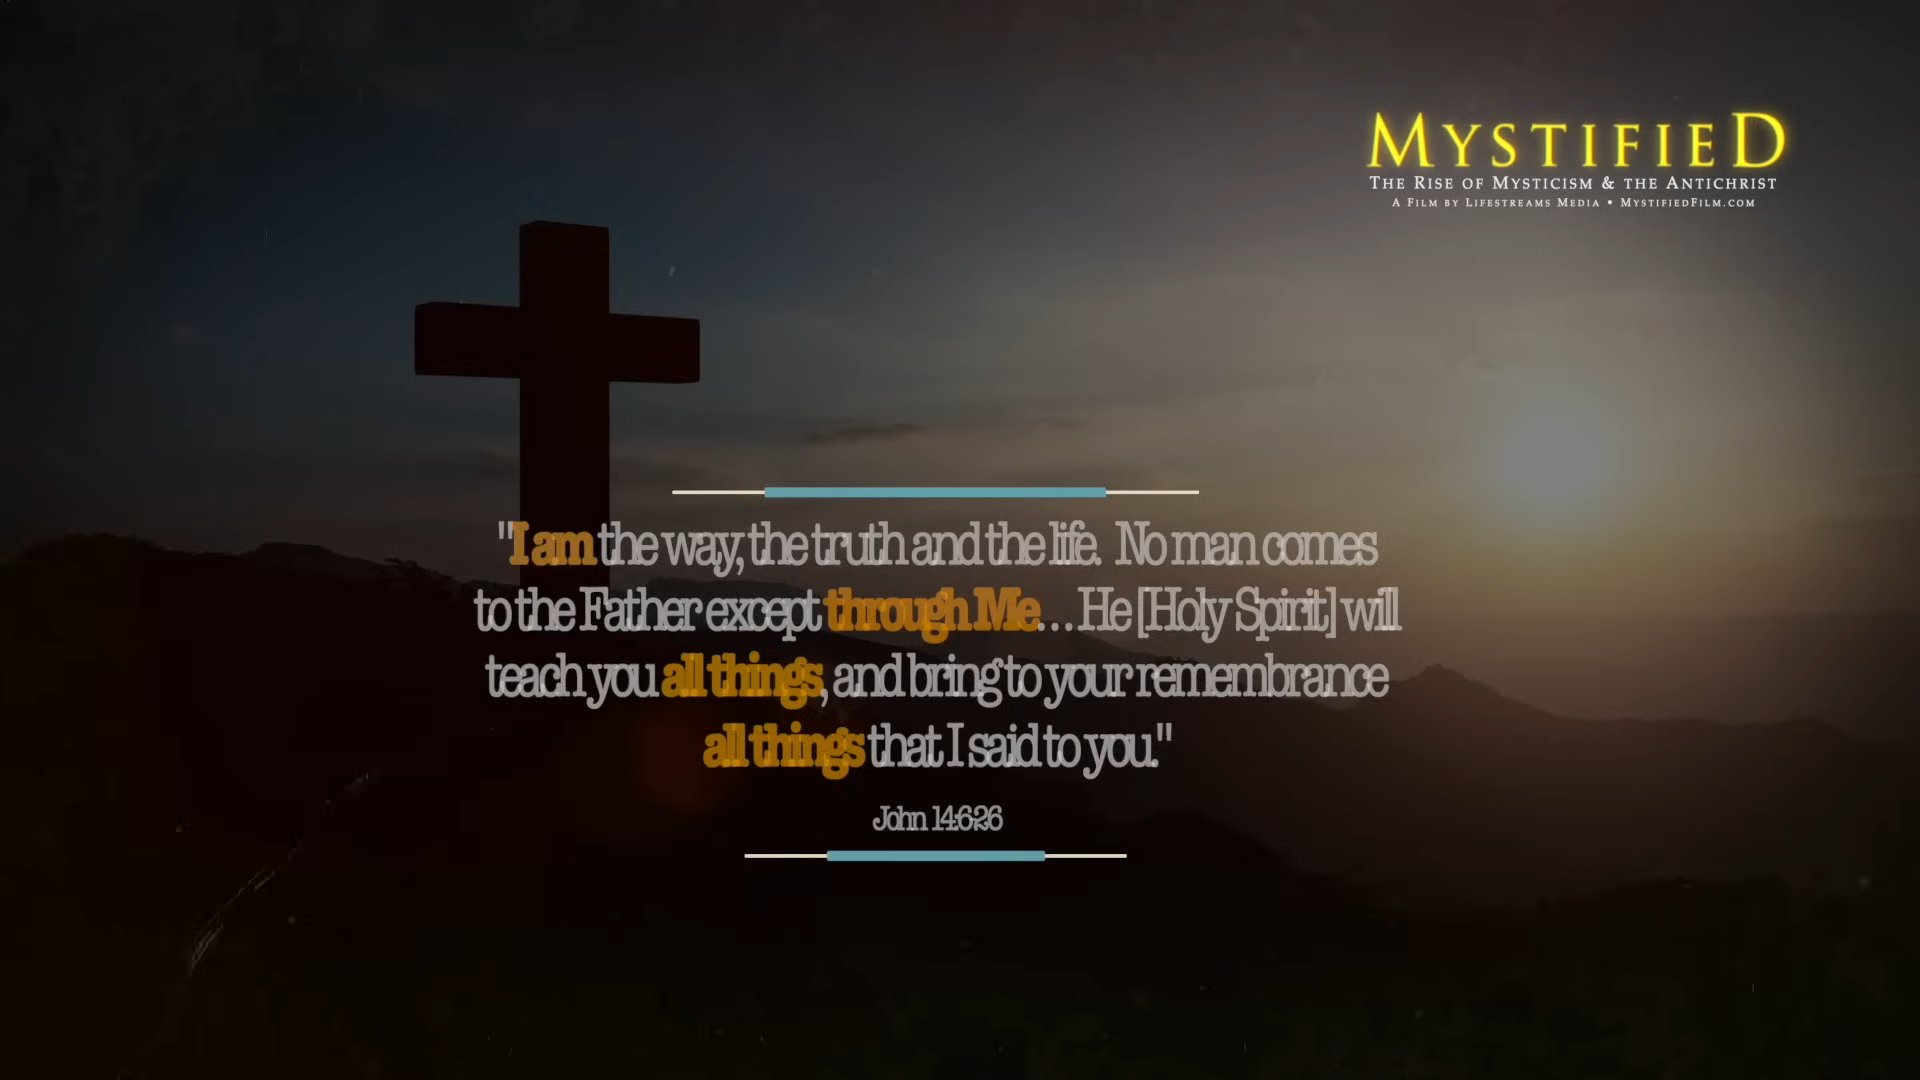 MYSTIFIED
THE RISE OF MYSTICISM & THE ANTICHRIST
A FILM BY LIFESTREAMS MEDIA • MYSTIFIEDFILM.COM
"I am the way, the truth and the life. No man comes
to the Father except through Me. . . He [Holy Spirit] will
teach you all things, and bring to your remembrance
all things that I said to you."
John 14:6,26